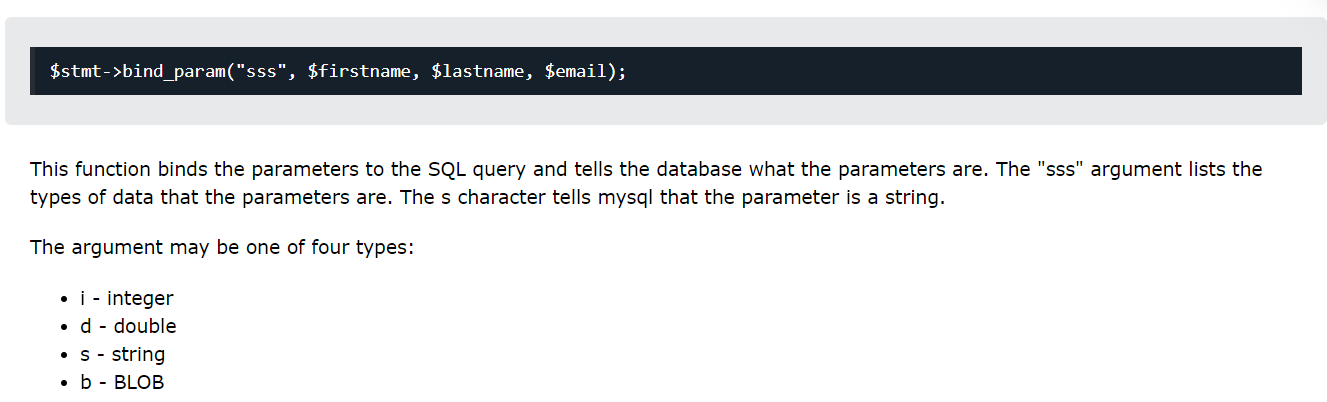 $stmt->bind_param("sss", $firstname, $lastname, $email);
This function binds the parameters to the SQL query and tells the database what the parameters are. The "sss" argument lists the
types of data that the parameters are. The s character tells mysql that the parameter is a string.
The argument may be one of four types:
• i - integer
• d - double
• s - string
• b - BLOB